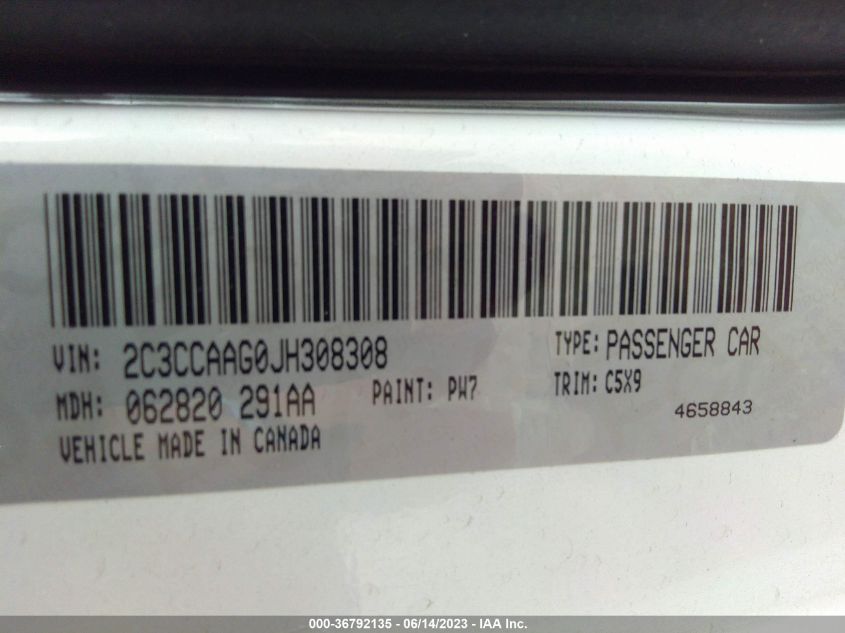 VIN: 2C3CCAAG0JH308308 TYPE: PASSENGER CAR
MDH: 062820 291AA PAINT: PW7 TRIM: C5X9
4658843
VEHICLE MADE IN CANADA
000-36792135 - 06/14/2023 - IAA Inc.